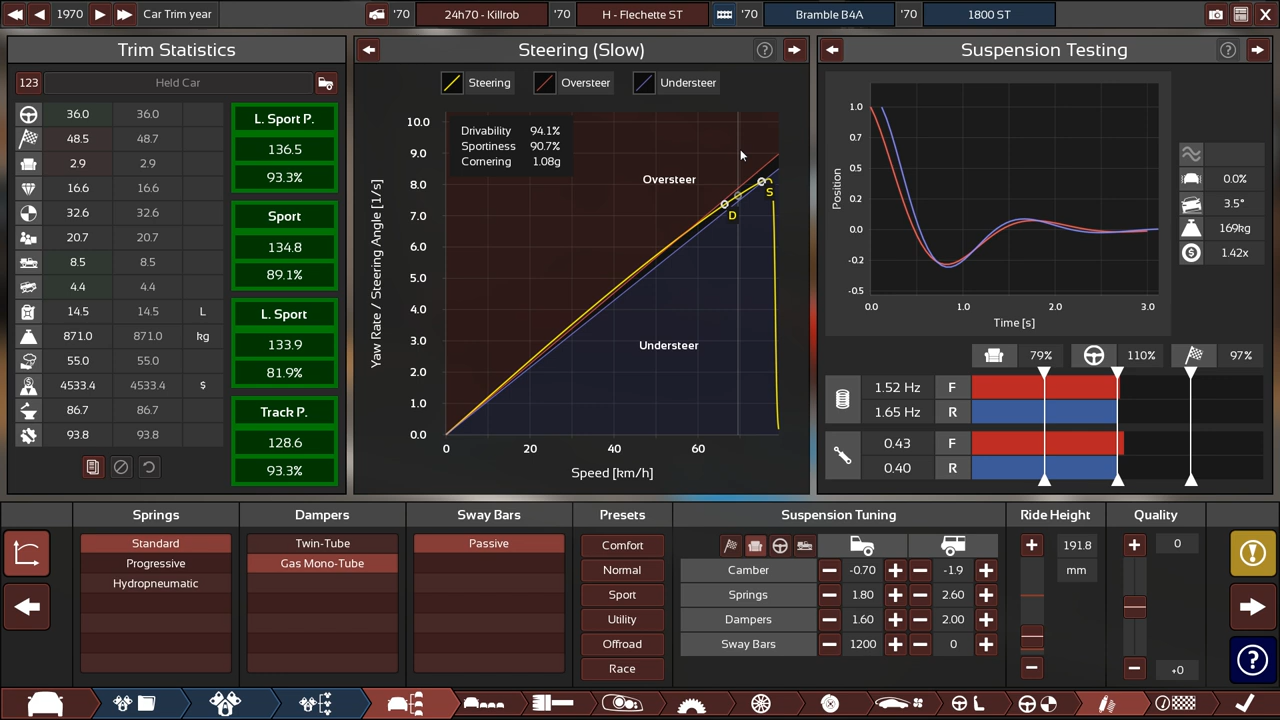 1970 Car Trim year '70 24h70 - Killrob '70 H - Flechette ST '70 Bramble B4A '70 1800 ST X
Trim Statistics
123 Held Car
36.0 36.0
48.5 48.7
2.9 2.9
16.6 16.6
32.6 32.6
20.7 20.7
8.5 8.5
4.4 4.4
14.5 14.5 L
871.0 871.0 kg
55.0 55.0
4533.4 4533.4 $
86.7 86.7
93.8 93.8
L. Sport P.
136.5
93.3%
Sport
134.8
89.1%
L. Sport
133.9
81.9%
Track P.
128.6
93.3%
Steering (Slow) ?
Steering Oversteer Understeer
Drivability 94.1%
Sportiness 90.7%
Cornering 1.08g
Oversteer
Understeer
D
S
Yaw Rate / Steering Angle [1/s]
10.0
9.0
8.0
7.0
6.0
5.0
4.0
3.0
2.0
1.0
0.0
0 20 40 60
Speed [km/h]
Suspension Testing ?
Position
1.0
0.7
0.5
0.2
0.0
-0.2
-0.5
0.0 1.0 2.0 3.0
Time [s]
0.0%
3.5°
169kg
1.42x
79% 110% 97%
1.52 Hz F
1.65 Hz R
0.43 F
0.40 R
Springs
Standard
Progressive
Hydropneumatic
Dampers
Twin-Tube
Gas Mono-Tube
Sway Bars
Passive
Presets
Comfort
Normal
Sport
Utility
Offroad
Race
Suspension Tuning
Camber -0.70 -1.9
Springs 1.80 2.60
Dampers 1.60 2.00
Sway Bars 1200 0
Ride Height
191.8
mm
Quality
0
+0
?